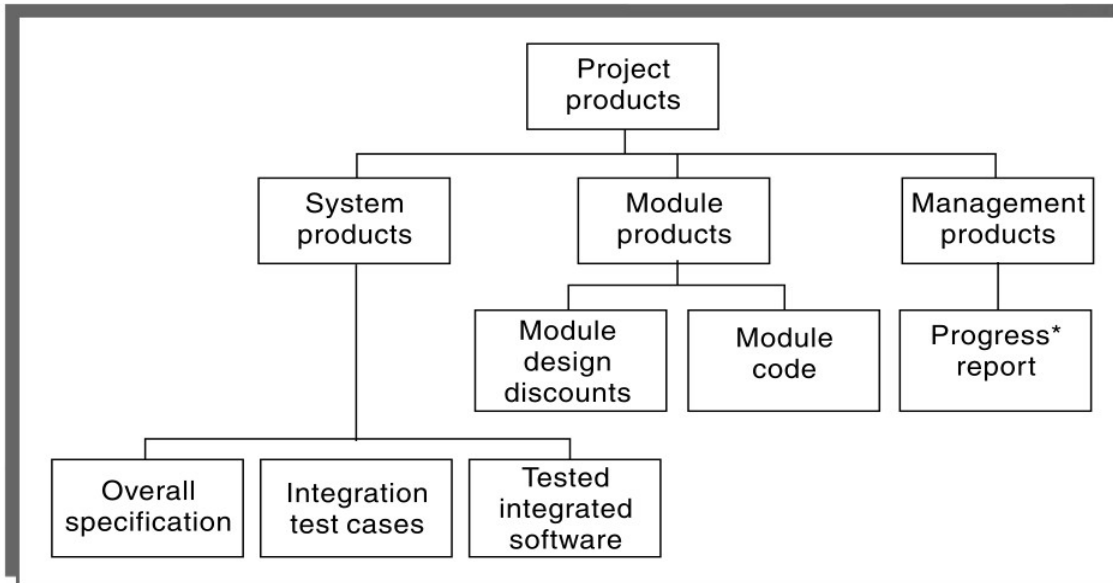 Project
products
System
products
Module
products
Management
products
Module
design
discounts
Module
code
Progress*
report
Overall
specification
Integration
test cases
Tested
integrated
software